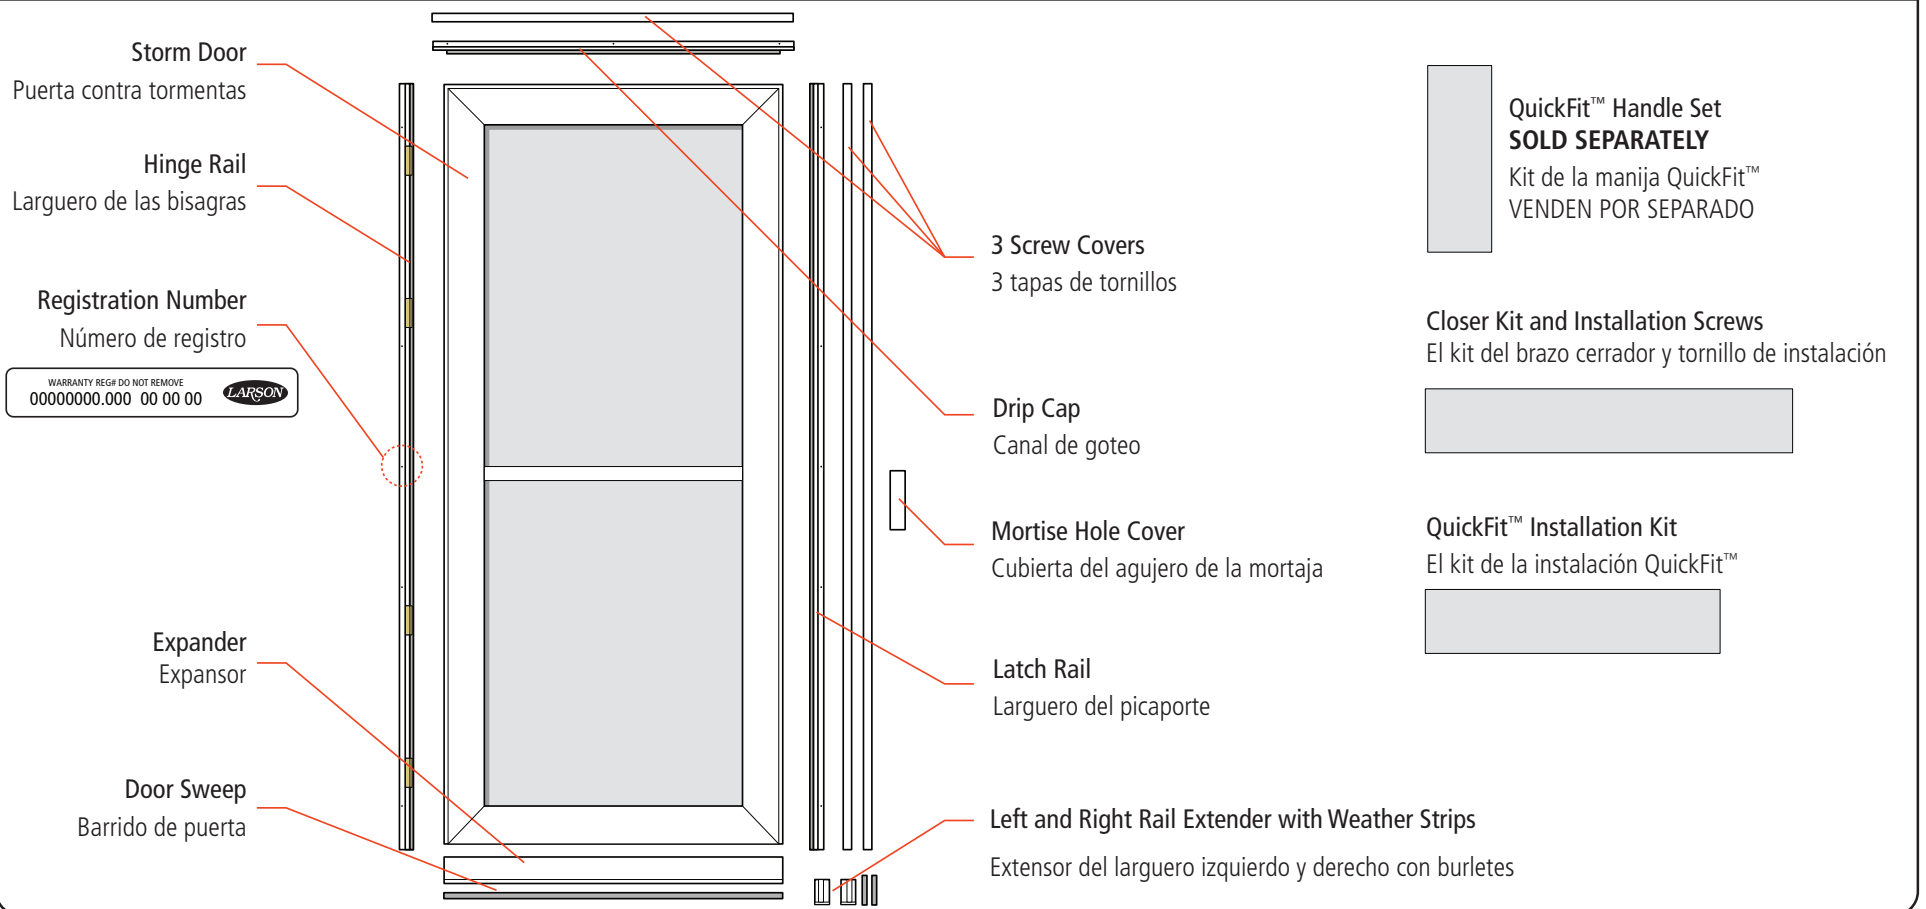 Storm Door
Puerta contra tormentas
Hinge Rail
Larguero de las bisagras
Registration Number
Número de registro
WARRANTY REG# DO NOT REMOVE
00000000.000 00 00 00
LARSON
Expander
Expansor
Door Sweep
Barrido de puerta
3 Screw Covers
3 tapas de tornillos
Drip Cap
Canal de goteo
Mortise Hole Cover
Cubierta del agujero de la mortaja
Latch Rail
Larguero del picaporte
Left and Right Rail Extender with Weather Strips
Extensor del larguero izquierdo y derecho con burletes
QuickFit™ Handle Set
SOLD SEPARATELY
Kit de la manija QuickFit™
VENDEN POR SEPARADO
Closer Kit and Installation Screws
El kit del brazo cerrador y tornillo de instalación
QuickFit™ Installation Kit
El kit de la instalación QuickFit™